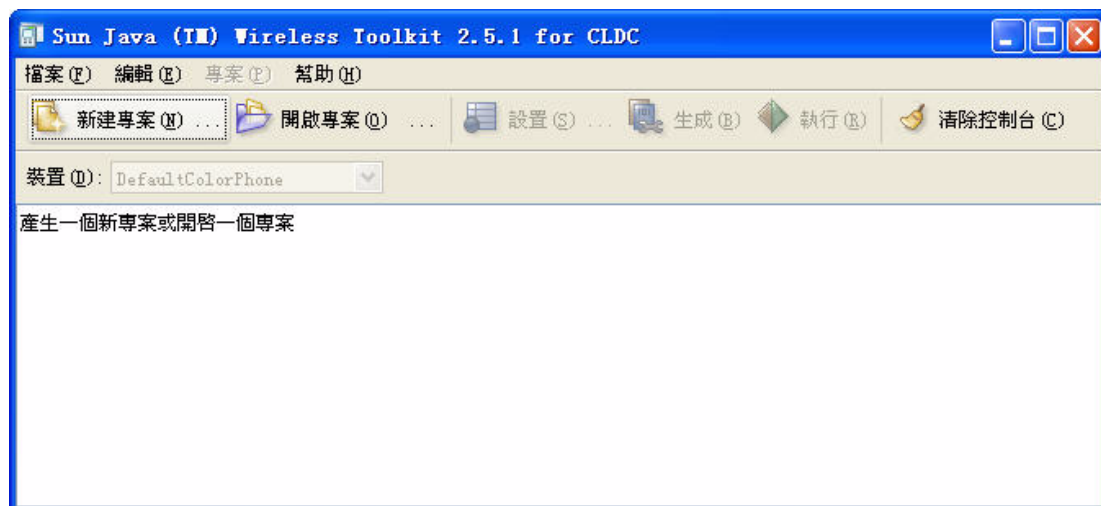 Sun Java (TM) Wireless Toolkit 2.5.1 for CLDC
檔案(F) 編輯(E) 專案(P) 幫助(H)
新建專案(N) ... 開啟專案(O) ... 設置(S) ... 生成(B) 執行(R) 清除控制台(C)
裝置(D): DefaultColorPhone
產生一個新專案或開啓一個專案